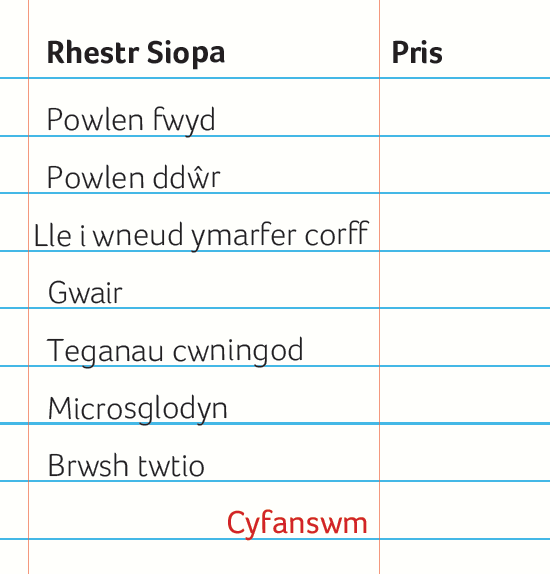 Rhestr Siopa Pris
Powlen fwyd
Powlen ddŵr
Lle i wneud ymarfer corff
Gwair
Teganau cwningod
Microsglodyn
Brwsh twtio
Cyfanswm